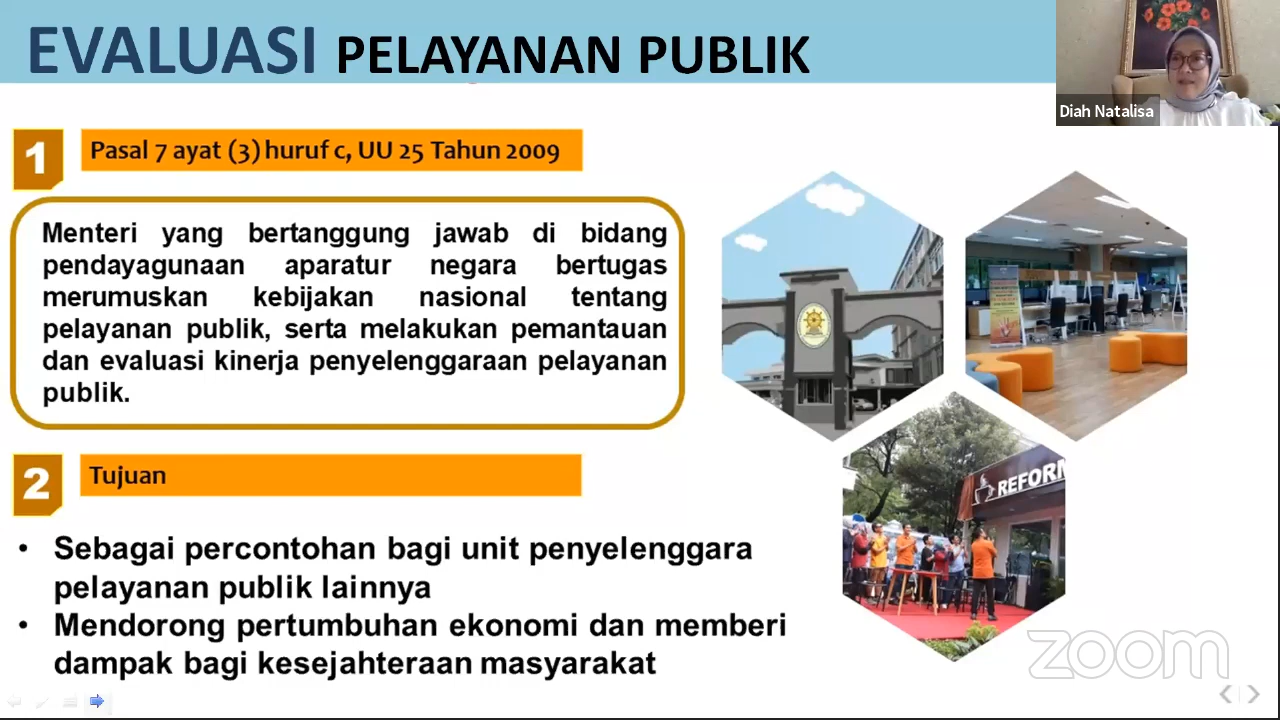 EVALUASI PELAYANAN PUBLIK
Diah Natalisa
1
Pasal 7 ayat (3) huruf c, UU 25 Tahun 2009
Menteri yang bertanggung jawab di bidang
pendayagunaan aparatur negara bertugas
merumuskan kebijakan nasional tentang
pelayanan publik, serta melakukan pemantauan
dan evaluasi kinerja penyelenggaraan pelayanan
publik.
2
Tujuan
• Sebagai percontohan bagi unit penyelenggara
pelayanan publik lainnya
• Mendorong pertumbuhan ekonomi dan memberi
dampak bagi kesejahteraan masyarakat
REFORM
zoom